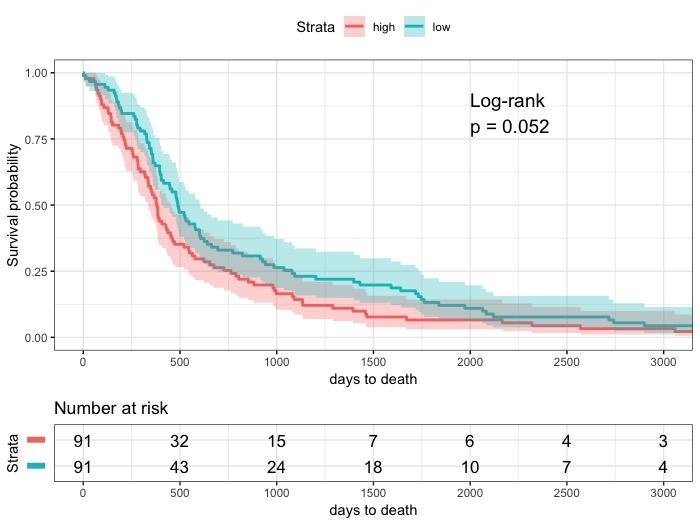 Strata high low
1.00
0.75
0.50
0.25
0.00
Survival probability
Log-rank
p = 0.052
0 500 1000 1500 2000 2500 3000
days to death
Number at risk
Strata
91 32 15 7 6 4 3
91 43 24 18 10 7 4
0 500 1000 1500 2000 2500 3000
days to death